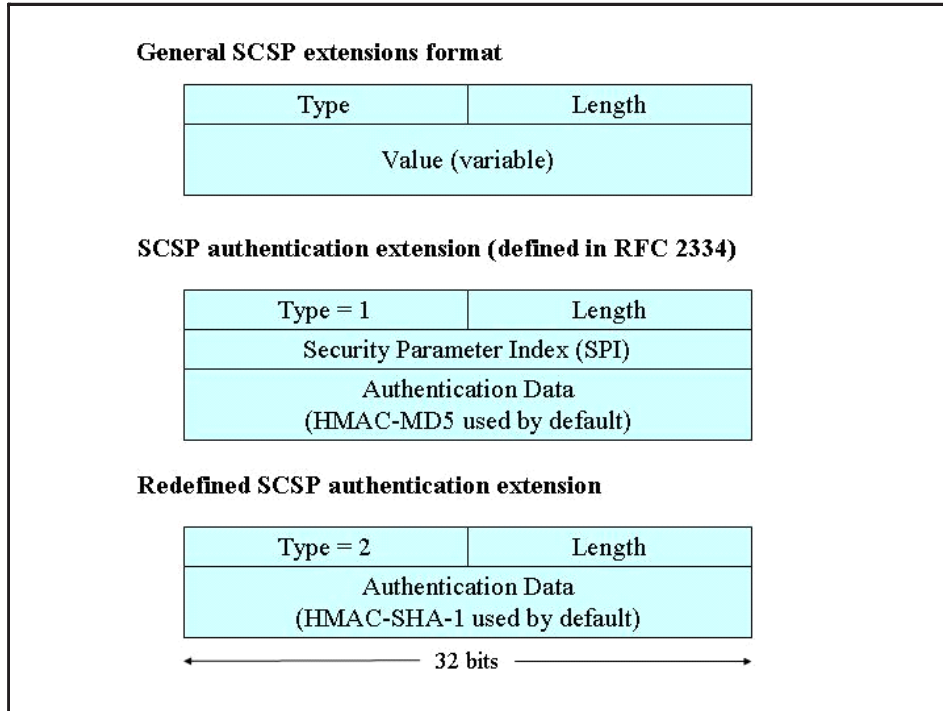 General SCSP extensions format
Type Length
Value (variable)
SCSP authentication extension (defined in RFC 2334)
Type = 1 Length
Security Parameter Index (SPI)
Authentication Data
(HMAC-MD5 used by default)
Redefined SCSP authentication extension
Type = 2 Length
Authentication Data
(HMAC-SHA-1 used by default)
32 bits